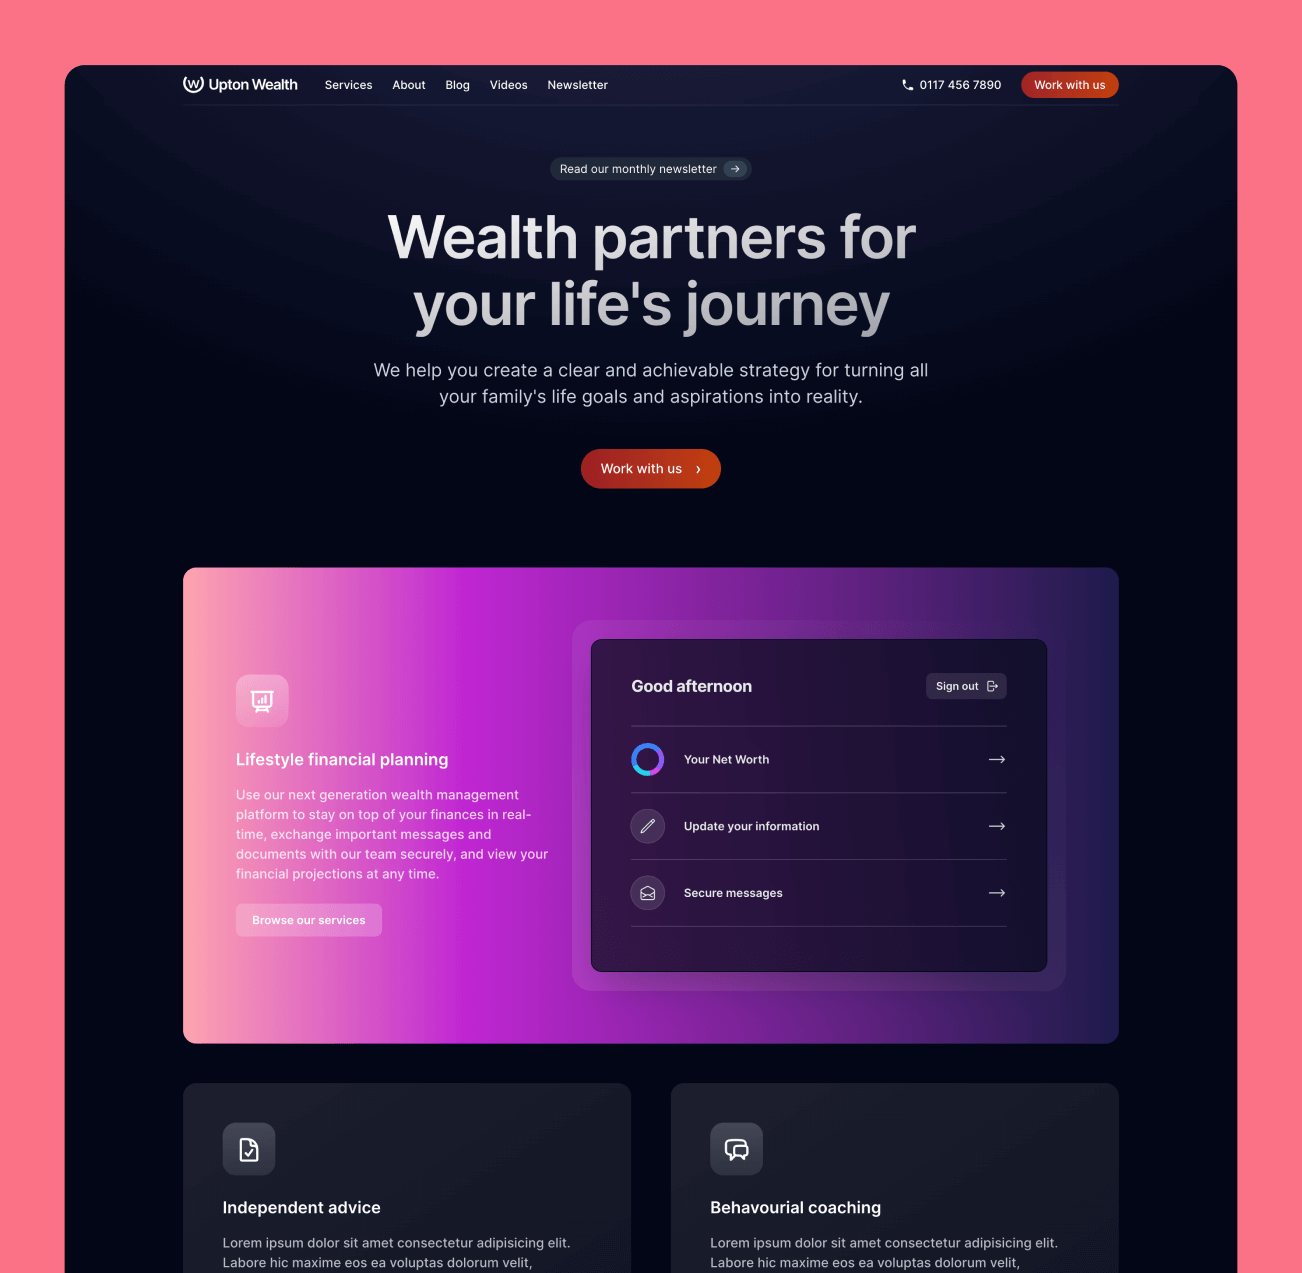 Upton Wealth
Services
About
Blog
Videos
Newsletter
0117 456 7890
Work with us
Read our monthly newsletter
Wealth partners for
your life's journey
We help you create a clear and achievable strategy for turning all
your family's life goals and aspirations into reality.
Work with us
Lifestyle financial planning
Use our next generation wealth management
platform to stay on top of your finances in real-
time, exchange important messages and
documents with our team securely, and view your
financial projections at any time.
Browse our services
Good afternoon
Sign out
Your Net Worth
Update your information
Secure messages
Independent advice
Lorem ipsum dolor sit amet consectetur adipisicing elit.
Labore hic maxime eos ea voluptas dolorum velit,
Behavourial coaching
Lorem ipsum dolor sit amet consectetur adipisicing elit.
Labore hic maxime eos ea voluptas dolorum velit,